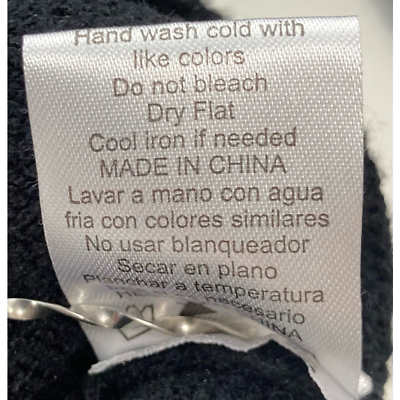 Hand wash cold with
like colors
Do not bleach
Dry Flat
Cool iron if needed
MADE IN CHINA
Lavar a mano con agua
fria con colores similares
No usar blanqueador
Secar en plano
Planchar a temperatura
necesario